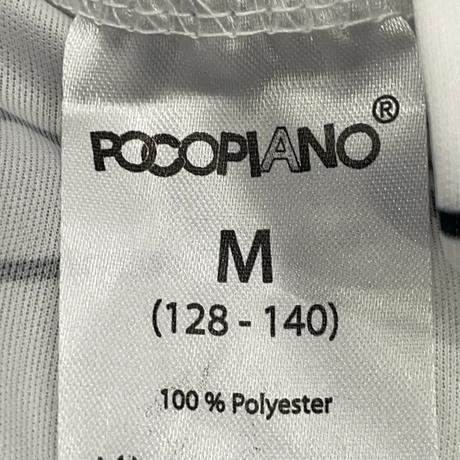 POCOPIANO®
M
(128 - 140)
100 % Polyester